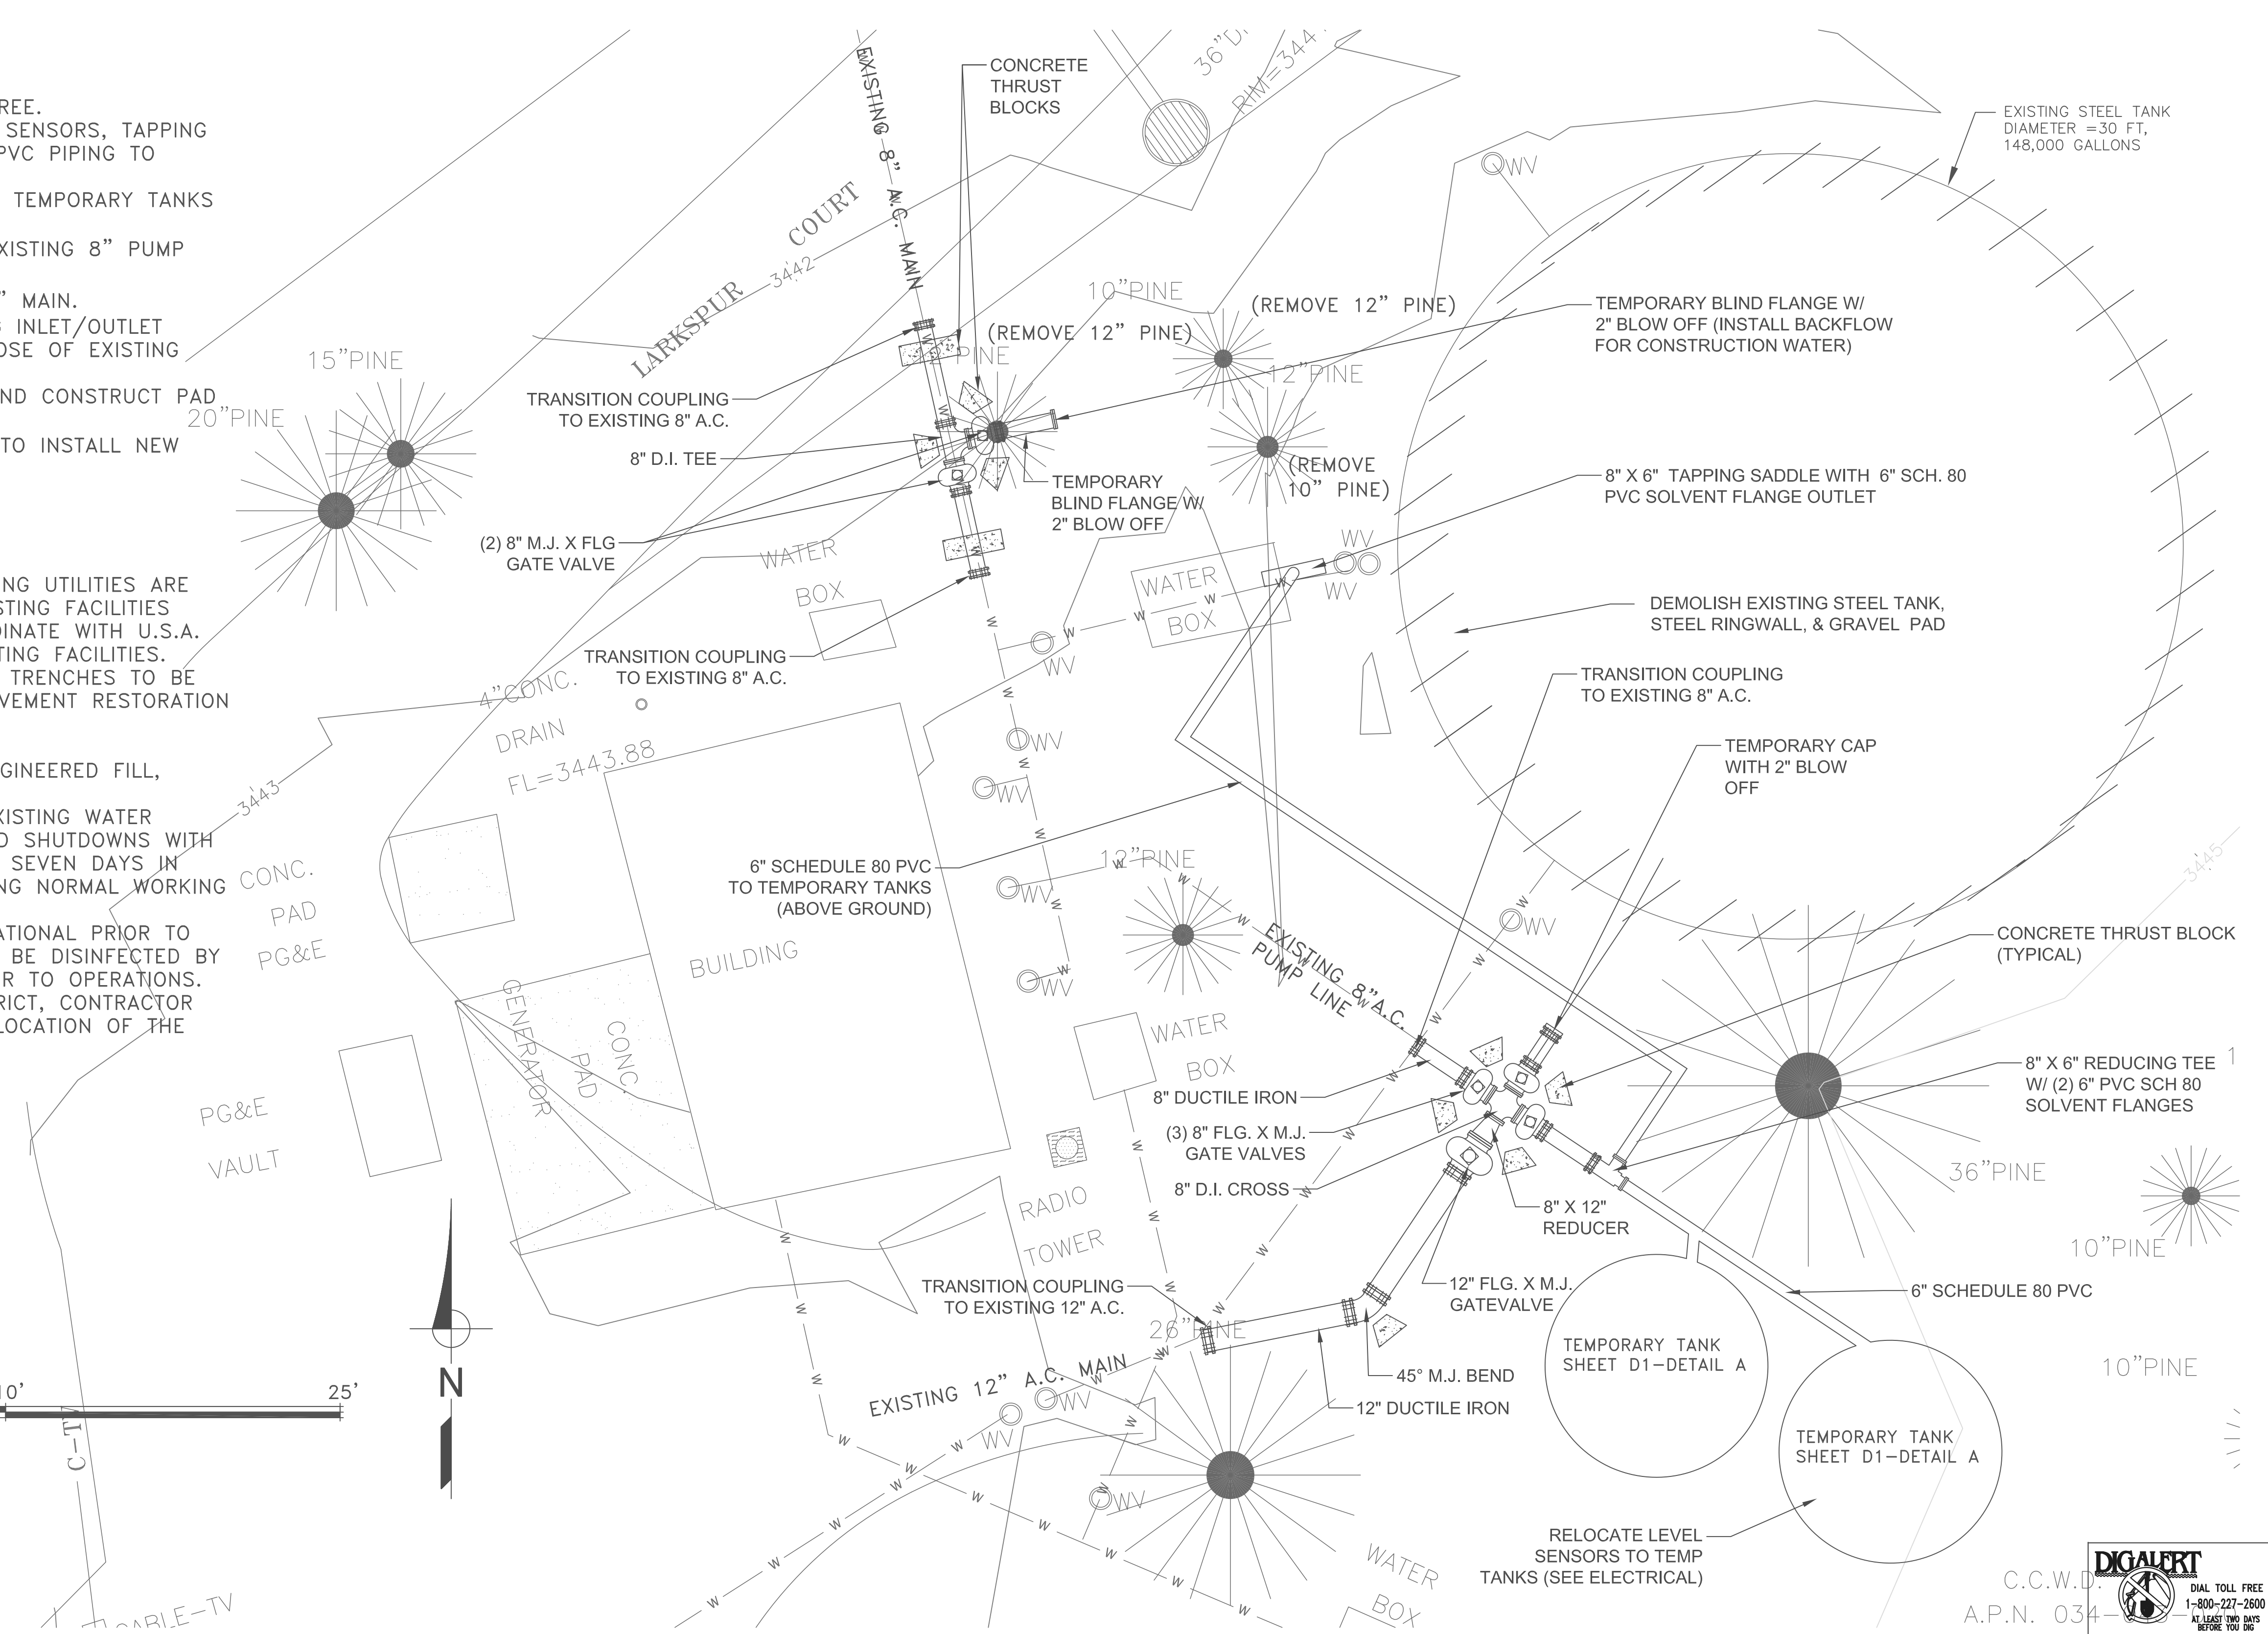 REE.
SENSORS, TAPPING
PVC PIPING TO
TEMPORARY TANKS
XISTING 8" PUMP
" MAIN.
INLET/OUTLET
OSE OF EXISTING
ND CONSTRUCT PAD
TO INSTALL NEW
NG UTILITIES ARE
STING FACILITIES
DINATE WITH U.S.A.
TING FACILITIES.
TRENCHES TO BE
VEMENT RESTORATION
GINEERED FILL,
XISTING WATER
D SHUTDOWNS WITH
SEVEN DAYS IN
NG NORMAL WORKING
ATIONAL PRIOR TO
BE DISINFECTED BY
R TO OPERATIONS.
RICT, CONTRACTOR
LOCATION OF THE
10'
25'
N
C-TV
CABLE-TV
3443
15"PINE
20"PINE
EXISTING 8" A.C. MAIN
CONCRETE
THRUST
BLOCKS
36"
RIM=344
LARKSPUR COURT
3442
EXISTING STEEL TANK
DIAMETER =30 FT,
148,000 GALLONS
WV
10"PINE
(REMOVE 12" PINE)
(REMOVE 12" PINE)
12"PINE
12"PINE
(REMOVE
10" PINE)
TEMPORARY BLIND FLANGE W/
2" BLOW OFF (INSTALL BACKFLOW
FOR CONSTRUCTION WATER)
TRANSITION COUPLING
TO EXISTING 8" A.C.
8" D.I. TEE
TEMPORARY
BLIND FLANGE W/
2" BLOW OFF
8" X 6" TAPPING SADDLE WITH 6" SCH. 80
PVC SOLVENT FLANGE OUTLET
(2) 8" M.J. X FLG
GATE VALVE
WATER
BOX
WATER
BOX
WV
WV
WV
DEMOLISH EXISTING STEEL TANK,
STEEL RINGWALL, & GRAVEL PAD
TRANSITION COUPLING
TO EXISTING 8" A.C.
TRANSITION COUPLING
TO EXISTING 8" A.C.
4"CONC.
DRAIN
FL=3443.88
WV
WV
TEMPORARY CAP
WITH 2" BLOW
OFF
6" SCHEDULE 80 PVC
TO TEMPORARY TANKS
(ABOVE GROUND)
12"PINE
WV
WV
3445
CONC.
PAD
PG&E
BUILDING
GENERATOR
PAD
CONC.
EXISTING 8"A.C.
PUMP LINE
WV
CONCRETE THRUST BLOCK
(TYPICAL)
WATER
BOX
8" DUCTILE IRON
8" X 6" REDUCING TEE
W/ (2) 6" PVC SCH 80
SOLVENT FLANGES
1
PG&E
VAULT
(3) 8" FLG. X M.J.
GATE VALVES
8" D.I. CROSS
36"PINE
RADIO
TOWER
8" X 12"
REDUCER
10"PINE
TRANSITION COUPLING
TO EXISTING 12" A.C.
12" FLG. X M.J.
GATEVALVE
6" SCHEDULE 80 PVC
26"PINE
TEMPORARY TANK
SHEET D1-DETAIL A
EXISTING 12" A.C. MAIN
WV
WV
45° M.J. BEND
12" DUCTILE IRON
10"PINE
TEMPORARY TANK
SHEET D1-DETAIL A
WV
RELOCATE LEVEL
SENSORS TO TEMP
TANKS (SEE ELECTRICAL)
WATER
BOX
C.C.W.D.
A.P.N. 034-
DIGALERT
DIAL TOLL FREE
1-800-227-2600
AT LEAST TWO DAYS
BEFORE YOU DIG